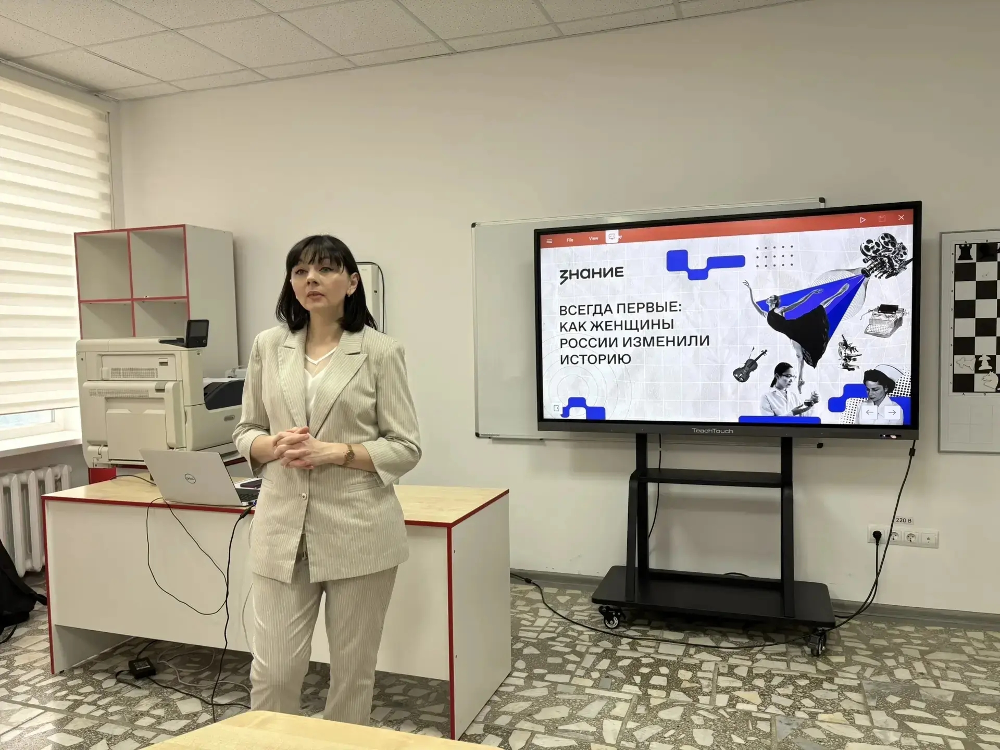 File View
ЗНАНИЕ
ВСЕГДА ПЕРВЫЕ:
КАК ЖЕНЩИНЫ
РОССИИ ИЗМЕНИЛИ
ИСТОРИЮ
TeachTouch
DELL
220 В